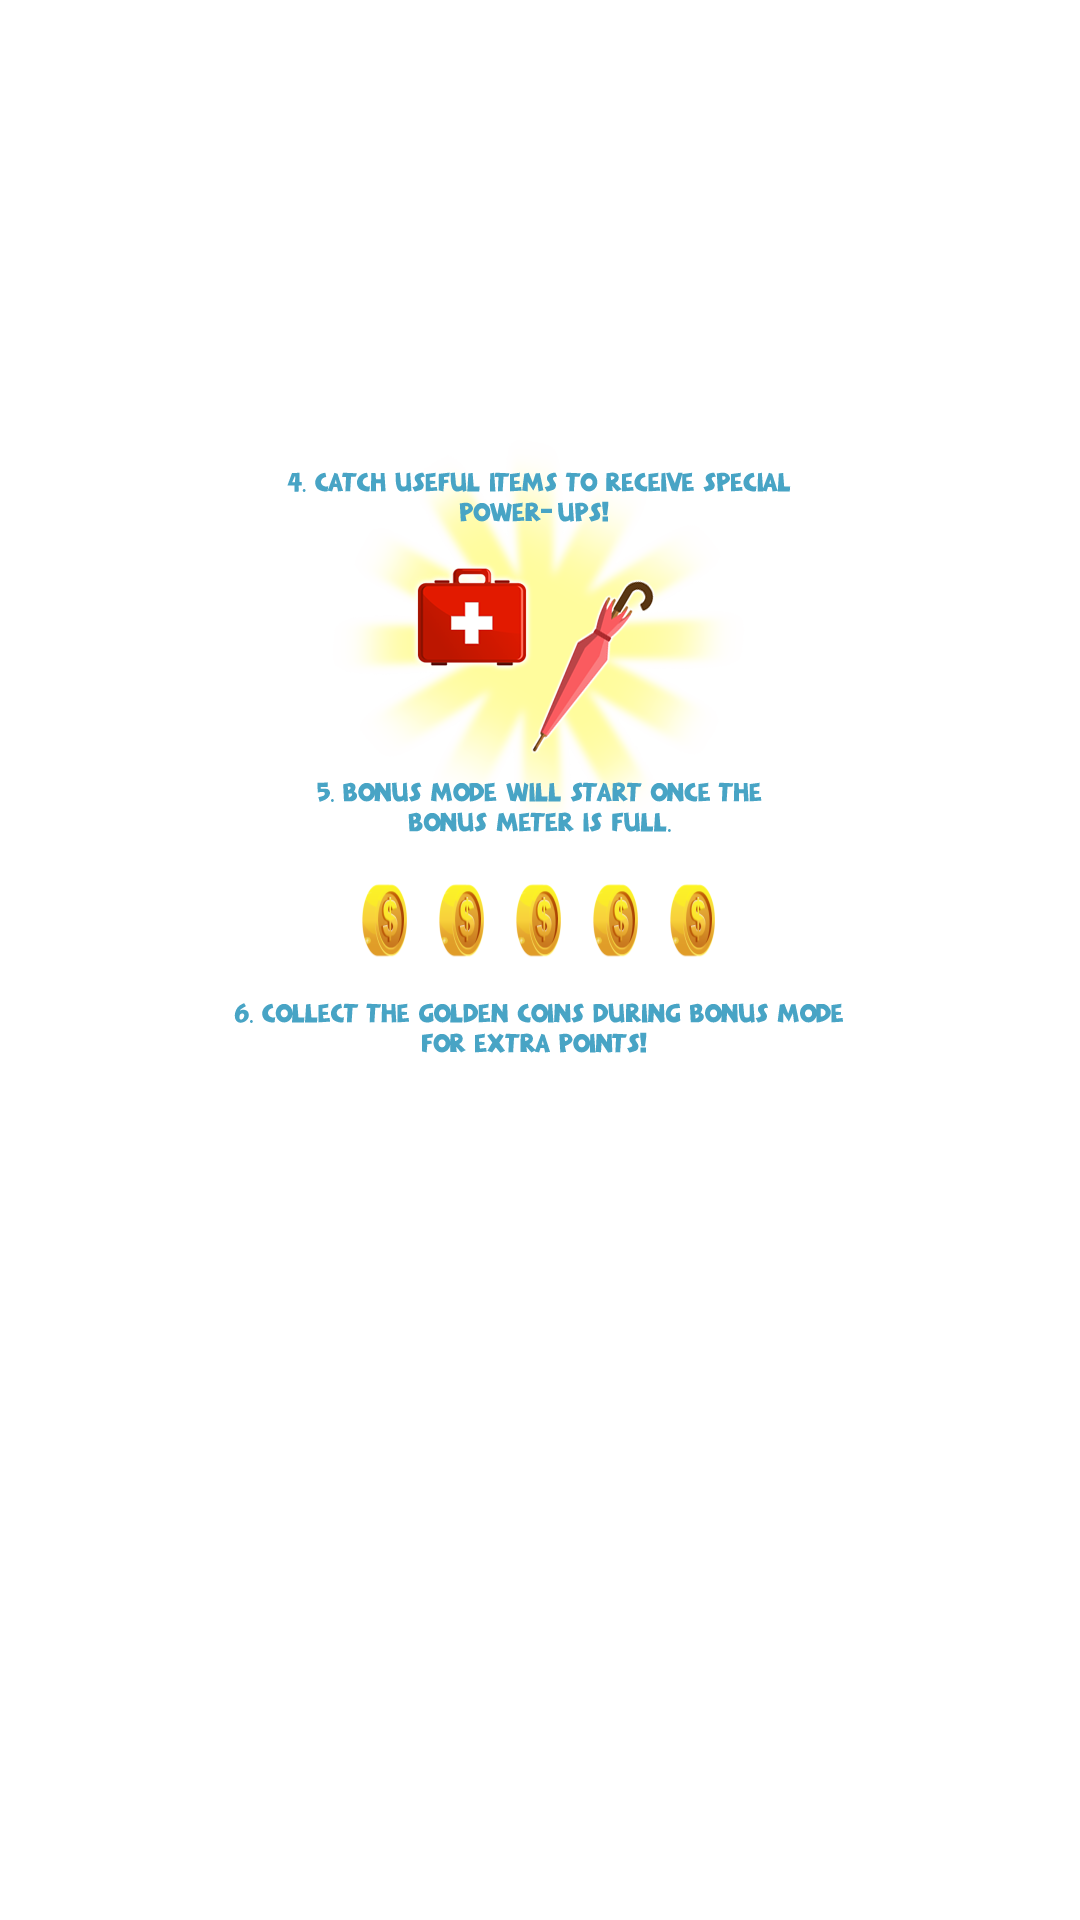 4. CATCH USEFUL ITEMS TO RECEIVE SPECIAL
POWER-UPS!
5. BONUS MODE WILL START ONCE THE
BONUS METER IS FULL.
$ $ $ $ $
6. COLLECT THE GOLDEN COINS DURING BONUS MODE
FOR EXTRA POINTS!